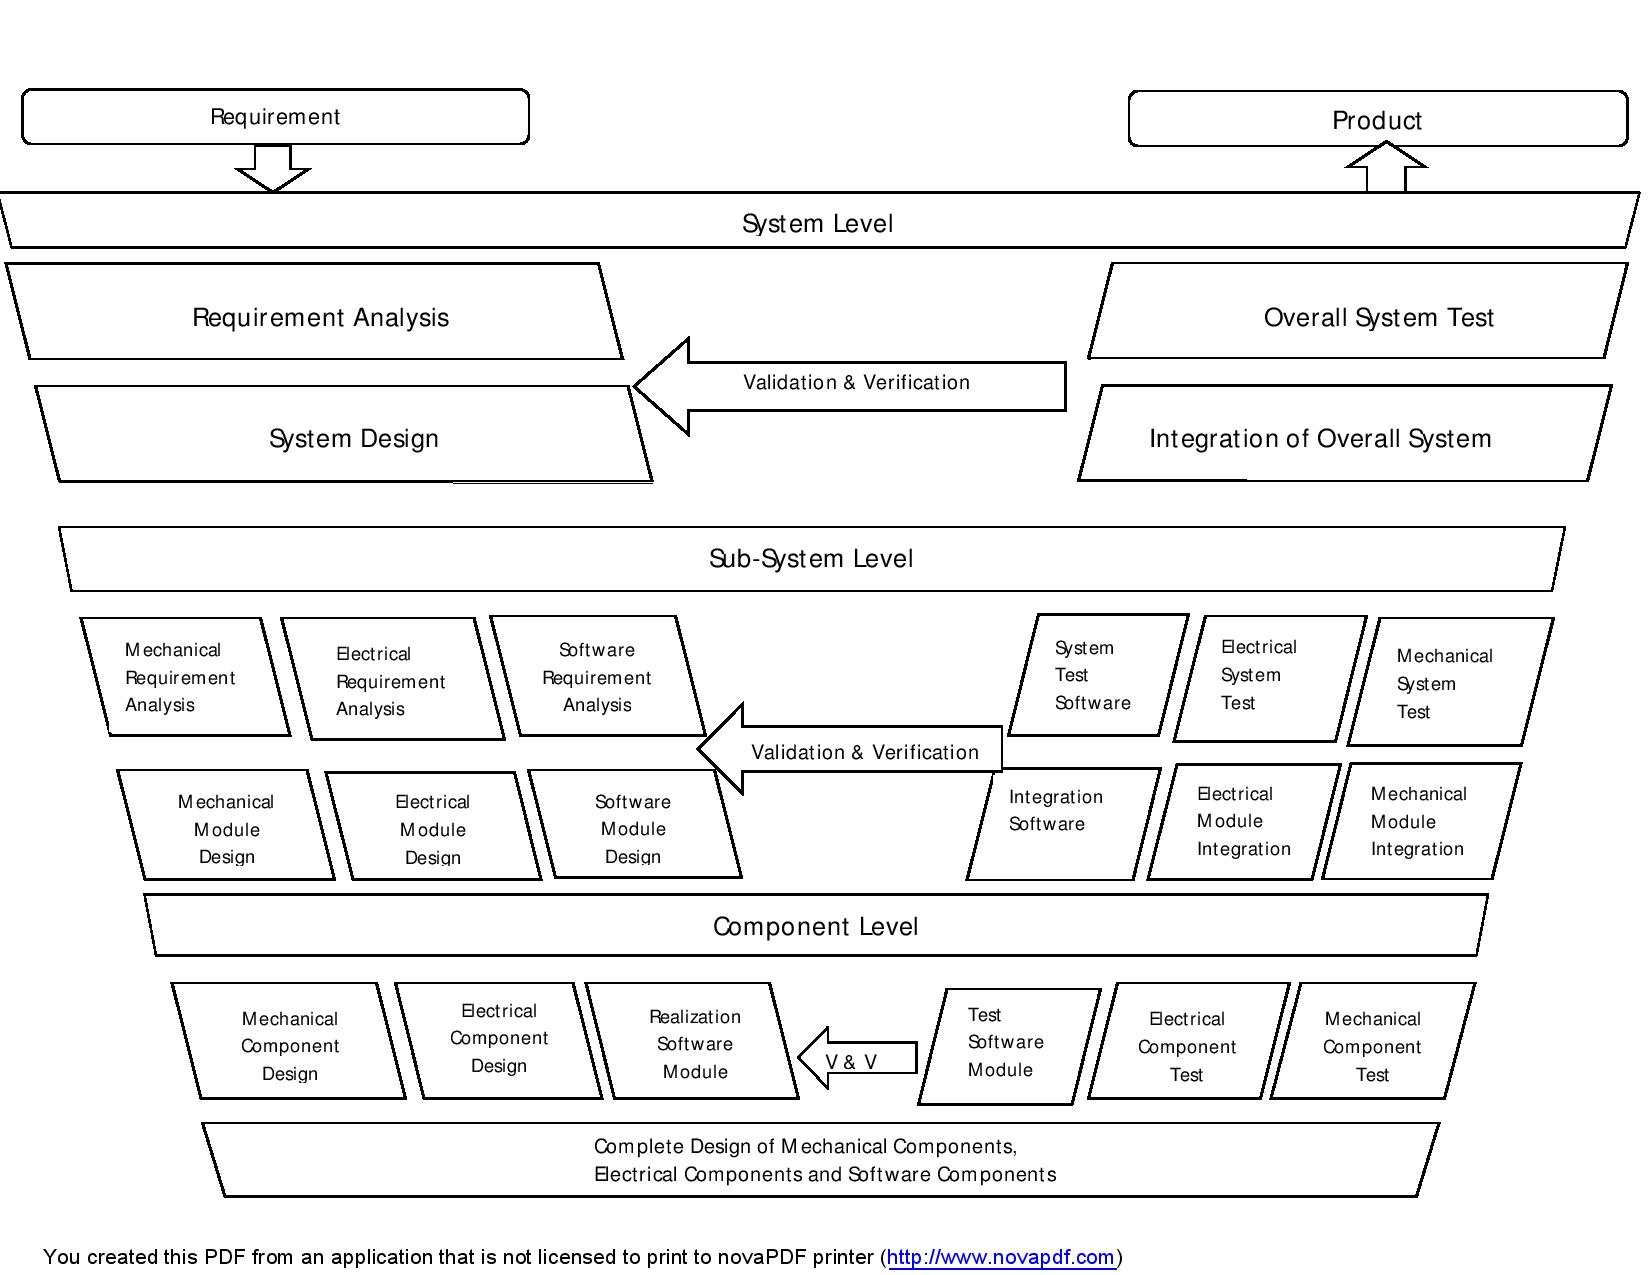 Requirement
Product
System Level
Requirement Analysis
Overall System Test
Validation & Verification
System Design
Integration of Overall System
Sub-System Level
Mechanical
Requirement
Analysis
Electrical
Requirement
Analysis
Software
Requirement
Analysis
System
Test
Software
Electrical
System
Test
Mechanical
System
Test
Validation & Verification
Mechanical
Module
Design
Electrical
Module
Design
Software
Module
Design
Integration
Software
Electrical
Module
Integration
Mechanical
Module
Integration
Component Level
Mechanical
Component
Design
Electrical
Component
Design
Realization
Software
Module
V & V
Test
Software
Module
Electrical
Component
Test
Mechanical
Component
Test
Complete Design of Mechanical Components,
Electrical Components and Software Components
You created this PDF from an application that is not licensed to print to novaPDF printer (http://www.novapdf.com)